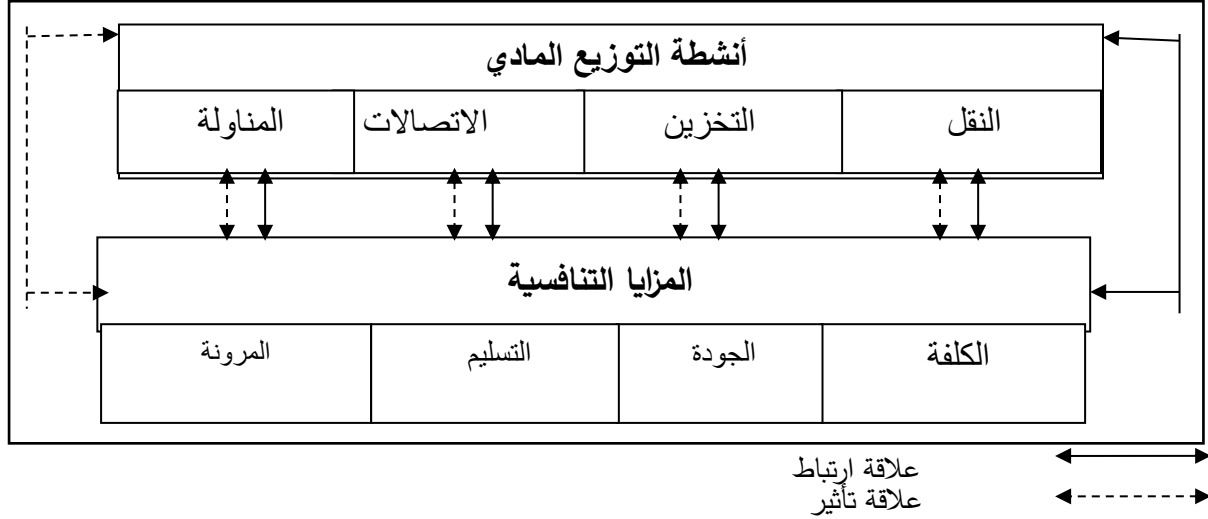 أنشطة التوزيع المادي
النقل التخزين الاتصالات المناولة
المزايا التنافسية
الكلفة الجودة التسليم المرونة
علاقة ارتباط
علاقة تأثير